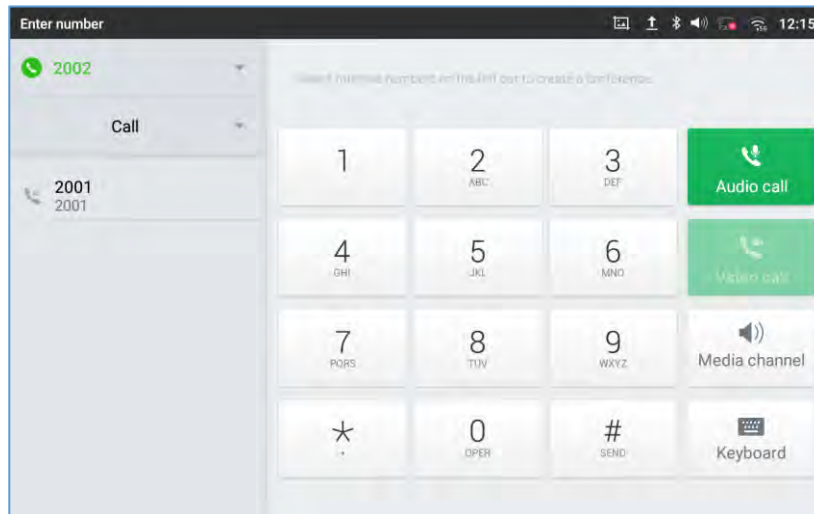 Enter number
12:15
2002
Call
2001
2001
Select multiple numbers on the left bar to create a conference.
1
2
ABC
3
DEF
Audio call
4
GHI
5
JKL
6
MNO
Video call
7
PQRS
8
TUV
9
WXYZ
Media channel
*
0
OPER
#
SEND
Keyboard